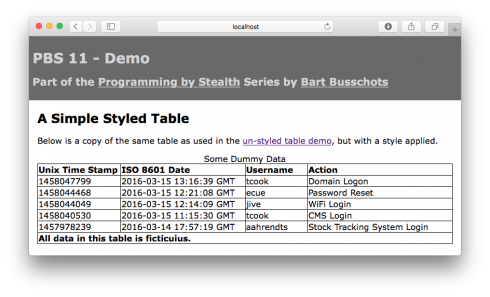 localhost
PBS 11 - Demo
Part of the Programming by Stealth Series by Bart Busschots
A Simple Styled Table
Below is a copy of the same table as used in the un-styled table demo, but with a style applied.
Some Dummy Data
Unix Time Stamp ISO 8601 Date Username Action
1458047799 2016-03-15 13:16:39 GMT tcook Domain Logon
1458044468 2016-03-15 12:21:08 GMT ecue Password Reset
1458044049 2016-03-15 12:14:09 GMT jive WiFi Login
1458040530 2016-03-15 11:15:30 GMT tcook CMS Login
1457978239 2016-03-14 17:57:19 GMT aahrendts Stock Tracking System Login
All data in this table is ficticuius.